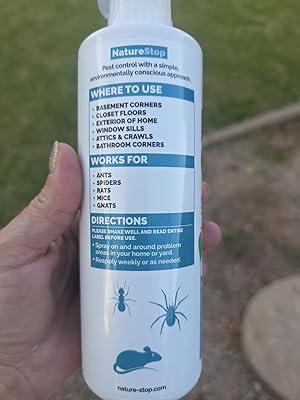 NatureStop
Pest control with a simple,
environmentally conscious approach.
WHERE TO USE
• BASEMENT CORNERS
• CLOSET FLOORS
• EXTERIOR OF HOME
• WINDOW SILLS
• ATTICS & CRAWLS
• BATHROOM CORNERS
WORKS FOR
• ANTS
• SPIDERS
• RATS
• MICE
• GNATS
DIRECTIONS
PLEASE SHAKE WELL AND READ ENTIRE
LABEL BEFORE USE.
• Spray on and around problem
areas in your home or yard.
• Reapply weekly or as needed.
nature-stop.com